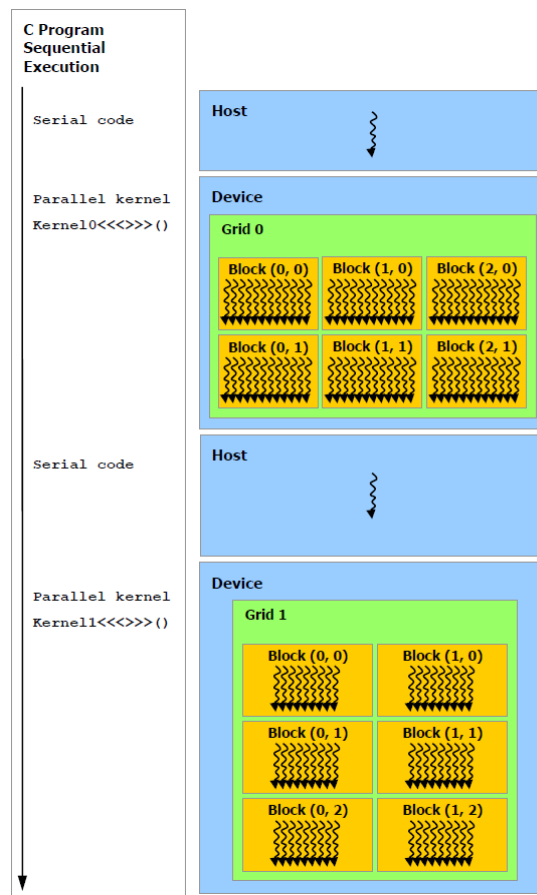 C Program
Sequential
Execution
Serial code
Host
Parallel kernel
Kernel0<<<>>>()
Device
Grid 0
Block (0, 0)
Block (1, 0)
Block (2, 0)
Block (0, 1)
Block (1, 1)
Block (2, 1)
Serial code
Host
Parallel kernel
Kernel1<<<>>>()
Device
Grid 1
Block (0, 0)
Block (1, 0)
Block (0, 1)
Block (1, 1)
Block (0, 2)
Block (1, 2)